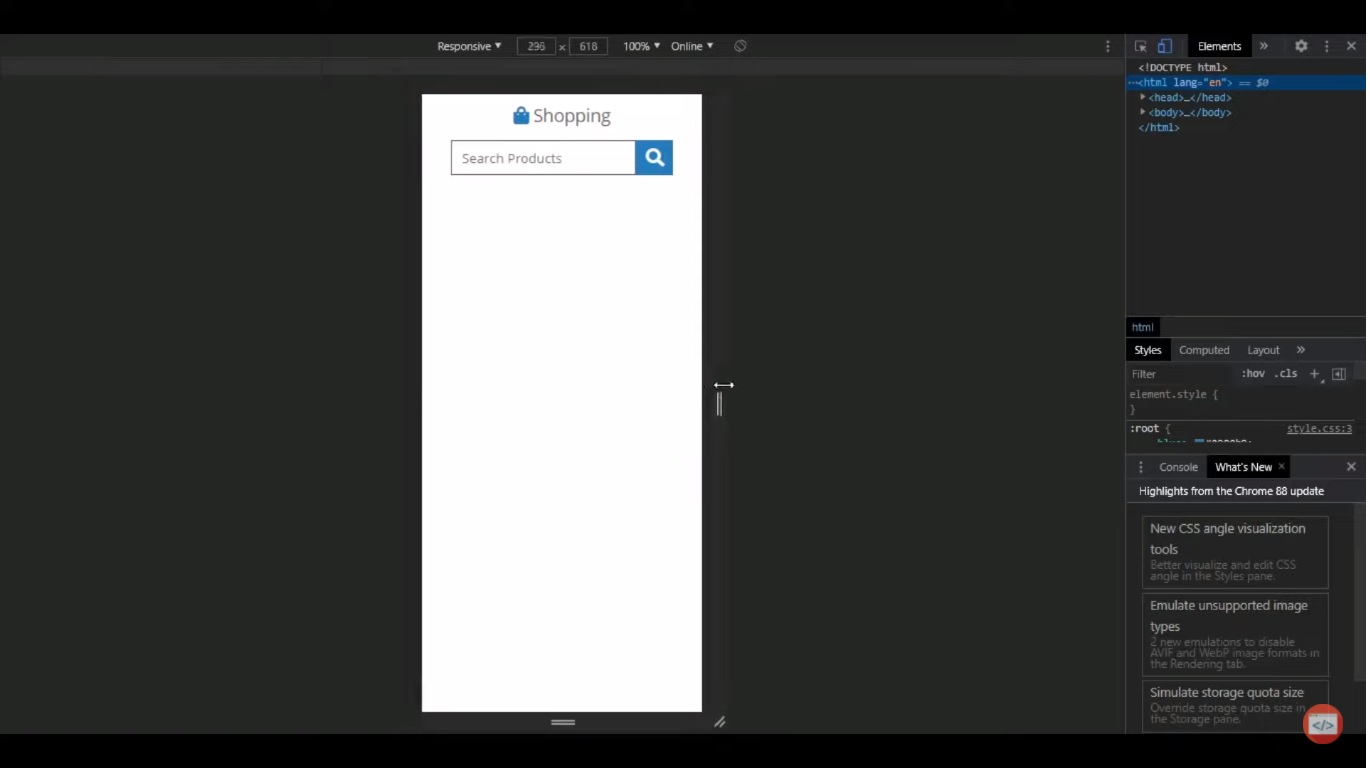 Responsive ▼ 236 x 618 100% ▼ Online ▼
Shopping
Search Products
Elements »
<!DOCTYPE html>
⋯<html lang="en"> == $0
▶<head>…</head>
▶<body>…</body>
</html>
html
Styles Computed Layout »
Filter :hov .cls +
element.style {
}
:root { style.css:3
Console What's New ×
Highlights from the Chrome 88 update
New CSS angle visualization
tools
Better visualize and edit CSS
angle in the Styles pane.
Emulate unsupported image
types
2 new emulations to disable
AVIF and WebP image formats in
the Rendering tab.
Simulate storage quota size
Override storage quota size in
the Storage pane.
</>